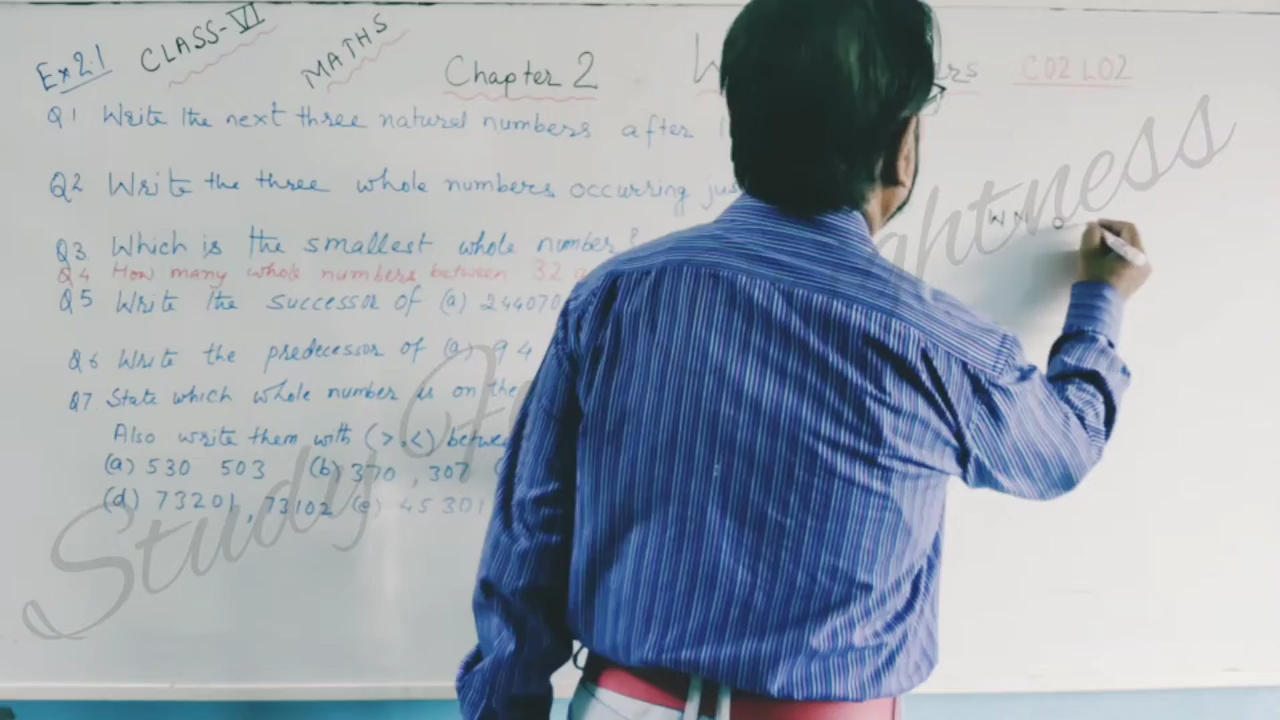 Ex 2.1 CLASS-VI MATHS Chapter 2 C02 L02
Q1 Write the next three natural numbers after
Q2 Write the three whole numbers occurring
Q3 Which is the smallest whole number?
Q4 How many whole numbers between 32
Q5 Write the successor of (a) 244070
Q6 Write the predecessor of (a) 94
Q7 State which whole number is on the
Also write them with (>,<)
(a) 530 503 (b) 370, 307
(d) 73201, 73102 (e) 45301
WN 0
Study